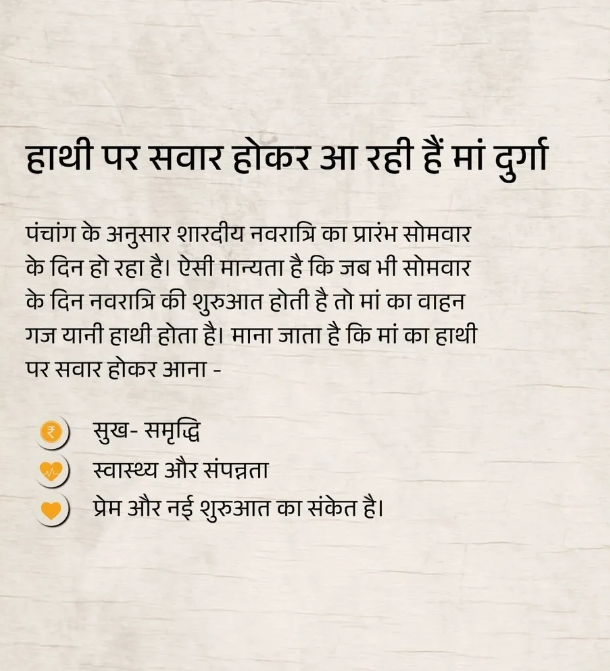 हाथी पर सवार होकर आ रही हैं मां दुर्गा
पंचांग के अनुसार शारदीय नवरात्रि का प्रारंभ सोमवार
के दिन हो रहा है। ऐसी मान्यता है कि जब भी सोमवार
के दिन नवरात्रि की शुरुआत होती है तो मां का वाहन
गज यानी हाथी होता है। माना जाता है कि मां का हाथी
पर सवार होकर आना -
₹ सुख- समृद्धि
स्वास्थ्य और संपन्नता
प्रेम और नई शुरुआत का संकेत है।